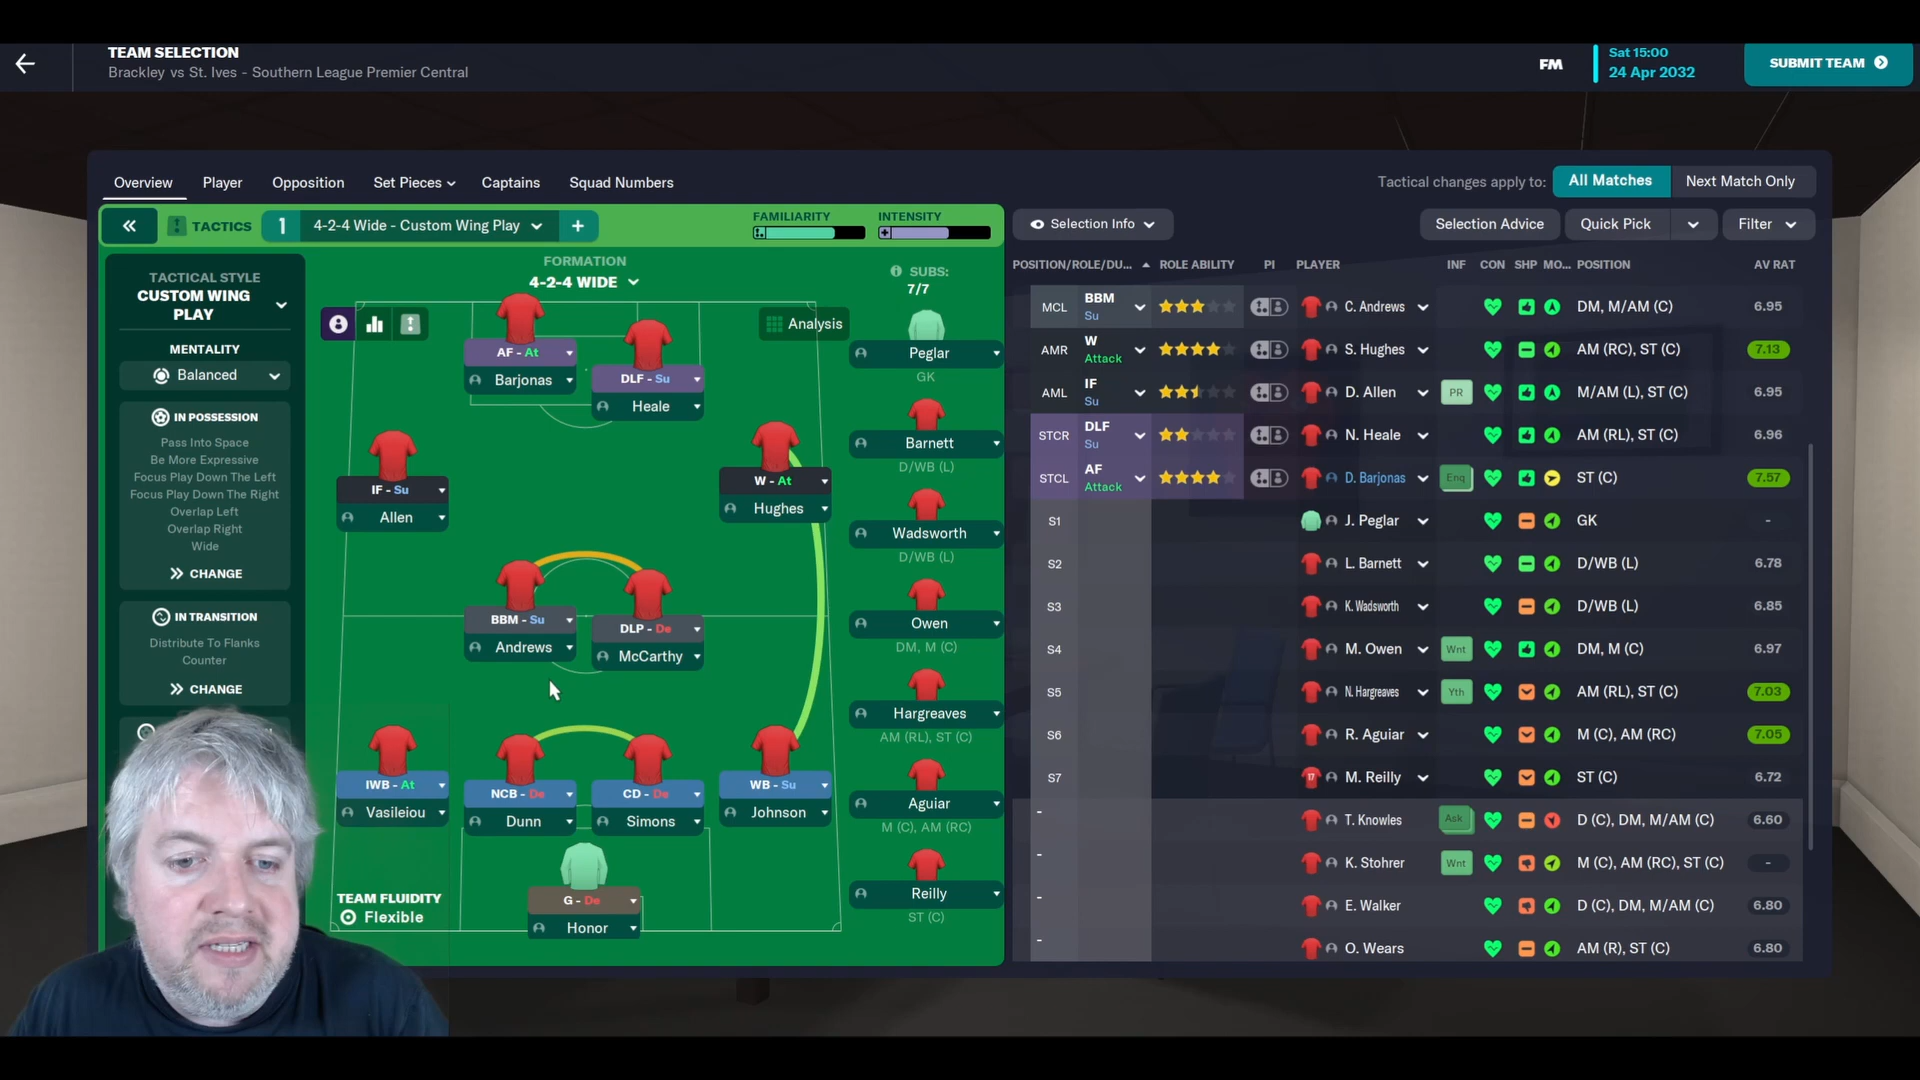 TEAM SELECTION
Brackley vs St. Ives - Southern League Premier Central
FM
Sat 15:00
24 Apr 2032
SUBMIT TEAM
Overview
Player
Opposition
Set Pieces
Captains
Squad Numbers
Tactical changes apply to:
All Matches
Next Match Only
TACTICS
1
4-2-4 Wide - Custom Wing Play
+
FAMILIARITY
INTENSITY
TACTICAL STYLE
CUSTOM WING
PLAY
MENTALITY
Balanced
IN POSSESSION
Pass Into Space
Be More Expressive
Focus Play Down The Left
Focus Play Down The Right
Overlap Left
Overlap Right
Wide
CHANGE
IN TRANSITION
Distribute To Flanks
Counter
CHANGE
FORMATION
4-2-4 WIDE
Analysis
AF - At
Barjonas
DLF - Su
Heale
IF - Su
Allen
W - At
Hughes
BBM - Su
Andrews
DLP - De
McCarthy
IWB - At
Vasileiou
NCB - De
Dunn
CD - De
Simons
WB - Su
Johnson
G - De
Honor
TEAM FLUIDITY
Flexible
SUBS:
7/7
Peglar
GK
Barnett
D/WB (L)
Wadsworth
D/WB (L)
Owen
DM, M (C)
Hargreaves
AM (RL), ST (C)
Aguiar
M (C), AM (RC)
Reilly
ST (C)
Selection Info
Selection Advice
Quick Pick
Filter
POSITION/ROLE/DU... ROLE ABILITY PI PLAYER INF CON SHP MO... POSITION AV RAT
MCL BBM Su C. Andrews DM, M/AM (C) 6.95
AMR W Attack S. Hughes AM (RC), ST (C) 7.13
AML IF Su D. Allen PR M/AM (L), ST (C) 6.95
STCR DLF Su N. Heale AM (RL), ST (C) 6.96
STCL AF Attack D. Barjonas Enq ST (C) 7.57
S1 J. Peglar GK -
S2 L. Barnett D/WB (L) 6.78
S3 K. Wadsworth D/WB (L) 6.85
S4 M. Owen Wnt DM, M (C) 6.97
S5 N. Hargreaves Yth AM (RL), ST (C) 7.03
S6 R. Aguiar M (C), AM (RC) 7.05
S7 17 M. Reilly ST (C) 6.72
- T. Knowles Ask D (C), DM, M/AM (C) 6.60
- K. Stohrer Wnt M (C), AM (RC), ST (C) -
- E. Walker D (C), DM, M/AM (C) 6.80
- O. Wears AM (R), ST (C) 6.80